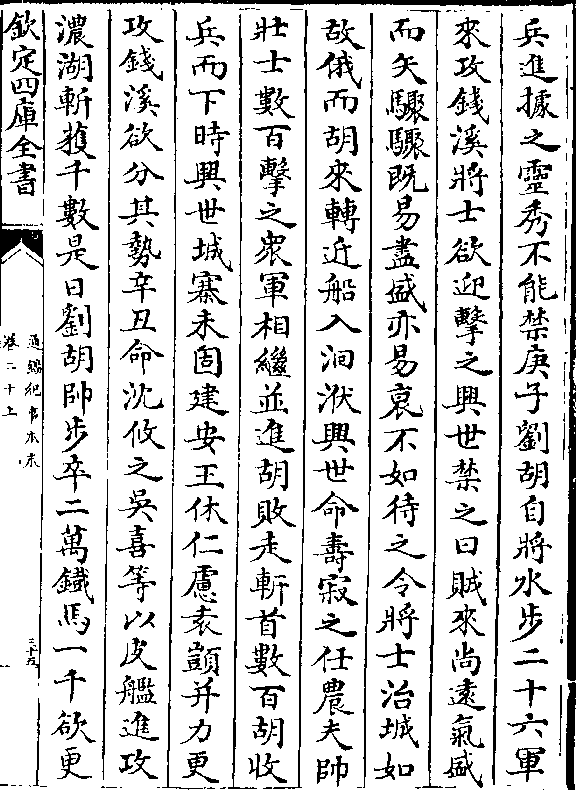 兵進據之靈秀不能禁庚子劉胡自將水步二十六軍
來攻錢溪將士欲迎擊之興世禁之曰賊來尚遠氣盛
而矢驟驟既易盡盛亦易衰不如待之令將士治城如
故俄而胡來轉近船入洄洑興世命壽寂之任農夫帥
壯士數百擊之衆軍相繼並進胡敗走斬首數百胡收
兵而下時興世城寨未固建安王休仁慮袁顗并力更
攻錢溪欲分其勢辛丑命沈攸之吳喜等以皮艦進攻
濃湖斬獲千數是日劉胡帥步卒二萬鐵馬一千欲更
欽定四庫全書
通鑑紀事本末
卷二十上
三十五